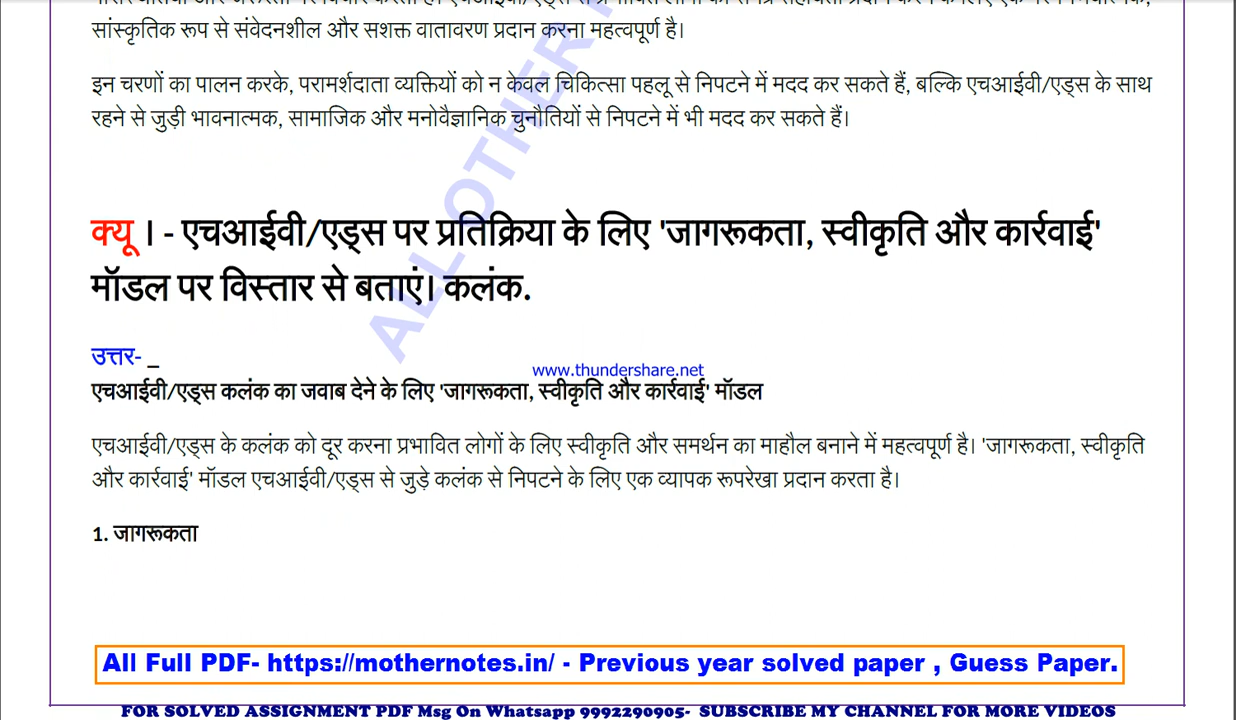 सांस्कृतिक रूप से संवेदनशील और सशक्त वातावरण प्रदान करना महत्वपूर्ण है।
इन चरणों का पालन करके, परामर्शदाता व्यक्तियों को न केवल चिकित्सा पहलू से निपटने में मदद कर सकते हैं, बल्कि एचआईवी/एड्स के साथ
रहने से जुड़ी भावनात्मक, सामाजिक और मनोवैज्ञानिक चुनौतियों से निपटने में भी मदद कर सकते हैं।
क्यू । - एचआईवी/एड्स पर प्रतिक्रिया के लिए 'जागरूकता, स्वीकृति और कार्रवाई'
मॉडल पर विस्तार से बताएं। कलंक.
उत्तर- _
www.thundershare.net
एचआईवी/एड्स कलंक का जवाब देने के लिए 'जागरूकता, स्वीकृति और कार्रवाई' मॉडल
एचआईवी/एड्स के कलंक को दूर करना प्रभावित लोगों के लिए स्वीकृति और समर्थन का माहौल बनाने में महत्वपूर्ण है। 'जागरूकता, स्वीकृति
और कार्रवाई' मॉडल एचआईवी/एड्स से जुड़े कलंक से निपटने के लिए एक व्यापक रूपरेखा प्रदान करता है।
1. जागरूकता
ALLOTHER
All Full PDF- https://mothernotes.in/ - Previous year solved paper , Guess Paper.
FOR SOLVED ASSIGNMENT PDF Msg On Whatsapp 9992290905- SUBSCRIBE MY CHANNEL FOR MORE VIDEOS